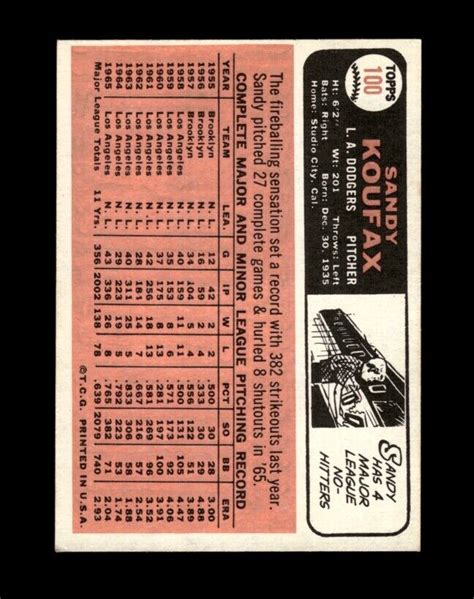 TOPPS
100
SANDY
KOUFAX
L. A. DODGERS PITCHER
Ht: 6'2" Wt: 201 Throws: Left
Bats: Right Born: Dec. 30, 1935
Home: Studio City, Cal.
SANDY
HAS 4
MAJOR
LEAGUE
NO-
HITTERS
The fireballing sensation set a record with 382 strikeouts last year.
Sandy pitched 27 complete games & hurled 8 shutouts in '65.
COMPLETE MAJOR AND MINOR LEAGUE PITCHING RECORD
YEAR TEAM LEA. G IP W L PCT SO BB ERA
1955 Brooklyn N. L. 12 42 2 2 .500 30 28 3.00
1956 Brooklyn N. L. 16 59 2 4 .333 30 29 4.88
1957 Brooklyn N. L. 34 104 5 4 .556 122 51 3.89
1958 Los Angeles N. L. 40 159 11 11 .500 131 105 4.47
1959 Los Angeles N. L. 35 153 8 6 .571 173 92 4.06
1960 Los Angeles N. L. 37 175 8 13 .381 197 100 3.91
1961 Los Angeles N. L. 42 256 18 13 .581 269 96 3.52
1962 Los Angeles N. L. 28 184 14 7 .667 216 57 2.54
1963 Los Angeles N. L. 40 311 25 5 .833 306 58 1.88
1964 Los Angeles N. L. 29 223 19 5 .792 223 53 1.74
1965 Los Angeles N. L. 43 336 26 8 .765 382 71 2.04
Major League Totals 11 Yrs. 356 2002 138 78 .639 2079 740 2.93
© T.C.G. PRINTED IN U.S.A.